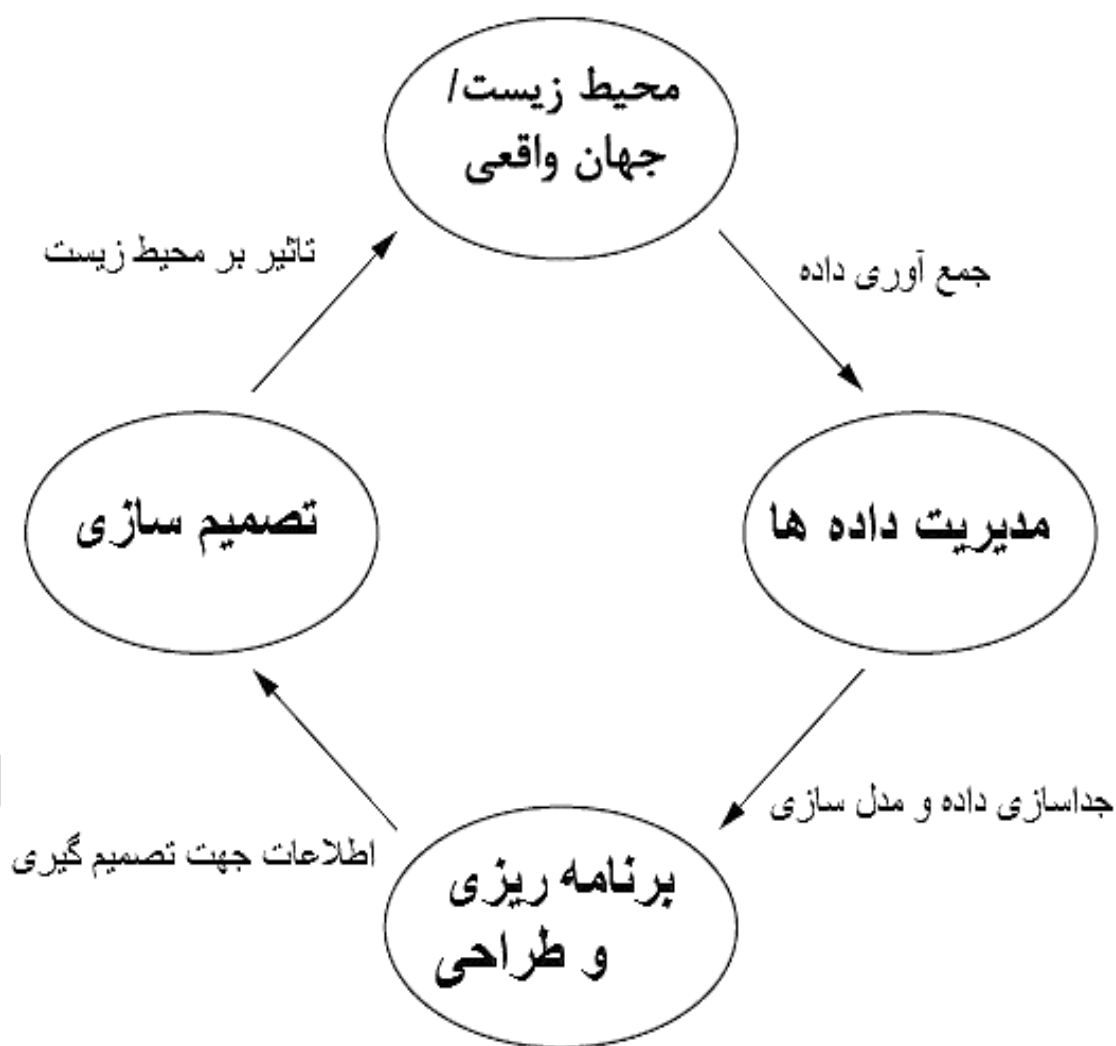 محیط زیست/
جهان واقعی
تاثیر بر محیط زیست
جمع آوری داده
تصمیم سازی
مدیریت داده ها
جداسازی داده و مدل سازی
اطلاعات جهت تصمیم گیری
برنامه ریزی
و طراحی